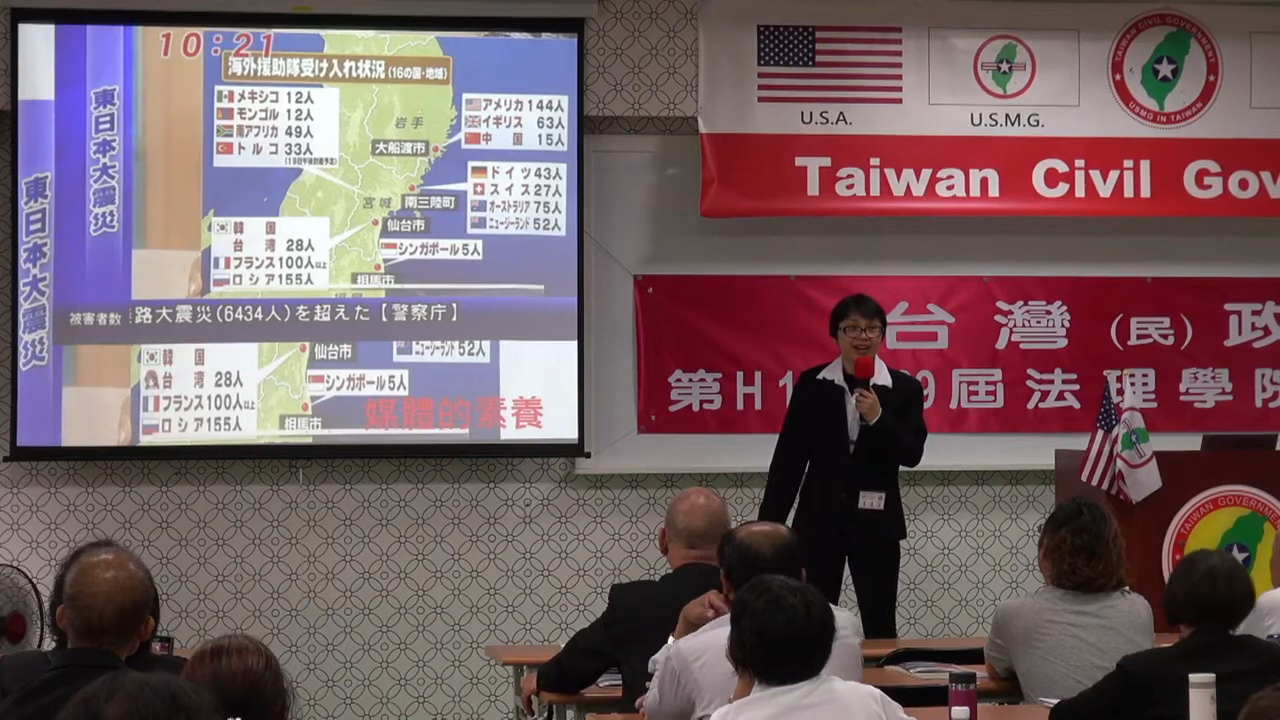 10:21
東日本大震災
東日本大震災
海外援助隊受け入れ状況(16の国・地域)
メキシコ 12人
モンゴル 12人
南アフリカ 49人
トルコ 33人
アメリカ 144人
イギリス 63人
中国 15人
岩手
大船渡市
ドイツ 43人
スイス 27人
オーストラリア 75人
ニュージーランド 52人
宮城
南三陸町
仙台市
韓国
台湾 28人
フランス 100人以上
ロシア 155人
シンガポール 5人
相馬市
被害者数
路大震災(6434人)を超えた【警察庁】
韓国
台湾 28人
フランス 100人以上
ロシア 155人
仙台市
ニュージーランド 52人
シンガポール 5人
相馬市
媒體的素養
U.S.A.
U.S.M.G.
TAIWAN CIVIL GOVERNMENT
USMG IN TAIWAN
Taiwan Civil Gov
台灣(民)政
第H1 9屆法理學院
TAIWAN GOVERNMENT